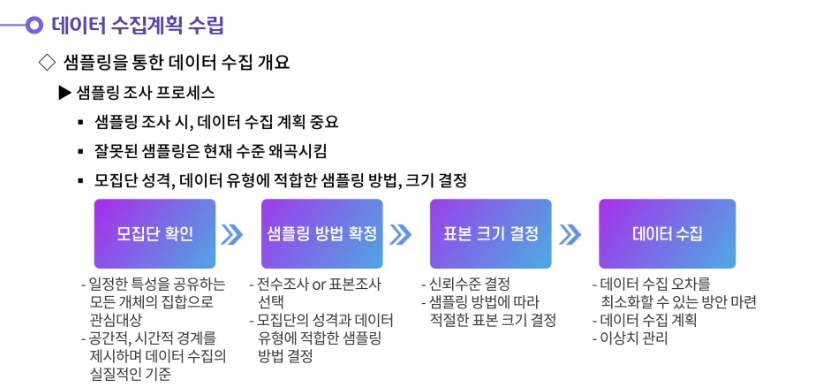 데이터 수집계획 수립
◇ 샘플링을 통한 데이터 수집 개요
▶ 샘플링 조사 프로세스
▪ 샘플링 조사 시, 데이터 수집 계획 중요
▪ 잘못된 샘플링은 현재 수준 왜곡시킴
▪ 모집단 성격, 데이터 유형에 적합한 샘플링 방법, 크기 결정
모집단 확인
- 일정한 특성을 공유하는
모든 개체의 집합으로
관심대상
- 공간적, 시간적 경계를
제시하며 데이터 수집의
실질적인 기준
샘플링 방법 확정
- 전수조사 or 표본조사
선택
- 모집단의 성격과 데이터
유형에 적합한 샘플링
방법 결정
표본 크기 결정
- 신뢰수준 결정
- 샘플링 방법에 따라
적절한 표본 크기 결정
데이터 수집
- 데이터 수집 오차를
최소화할 수 있는 방안 마련
- 데이터 수집 계획
- 이상치 관리